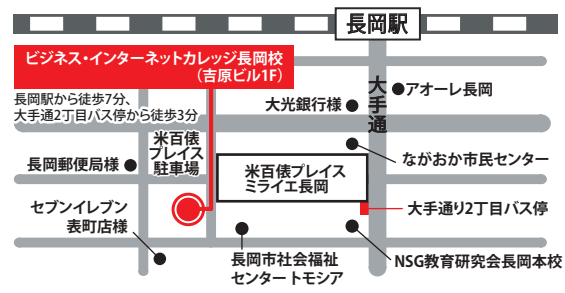 長岡駅
ビジネス・インターネットカレッジ長岡校
（吉原ビル1F）
長岡駅から徒歩7分、
大手通2丁目バス停から徒歩3分
大手通
アオーレ長岡
大光銀行様
米百俵
プレイス
駐車場
ながおか市民センター
長岡郵便局様
米百俵プレイス
ミライエ長岡
セブンイレブン
表町店様
大手通り2丁目バス停
長岡市社会福祉
センタートモシア
NSG教育研究会長岡本校